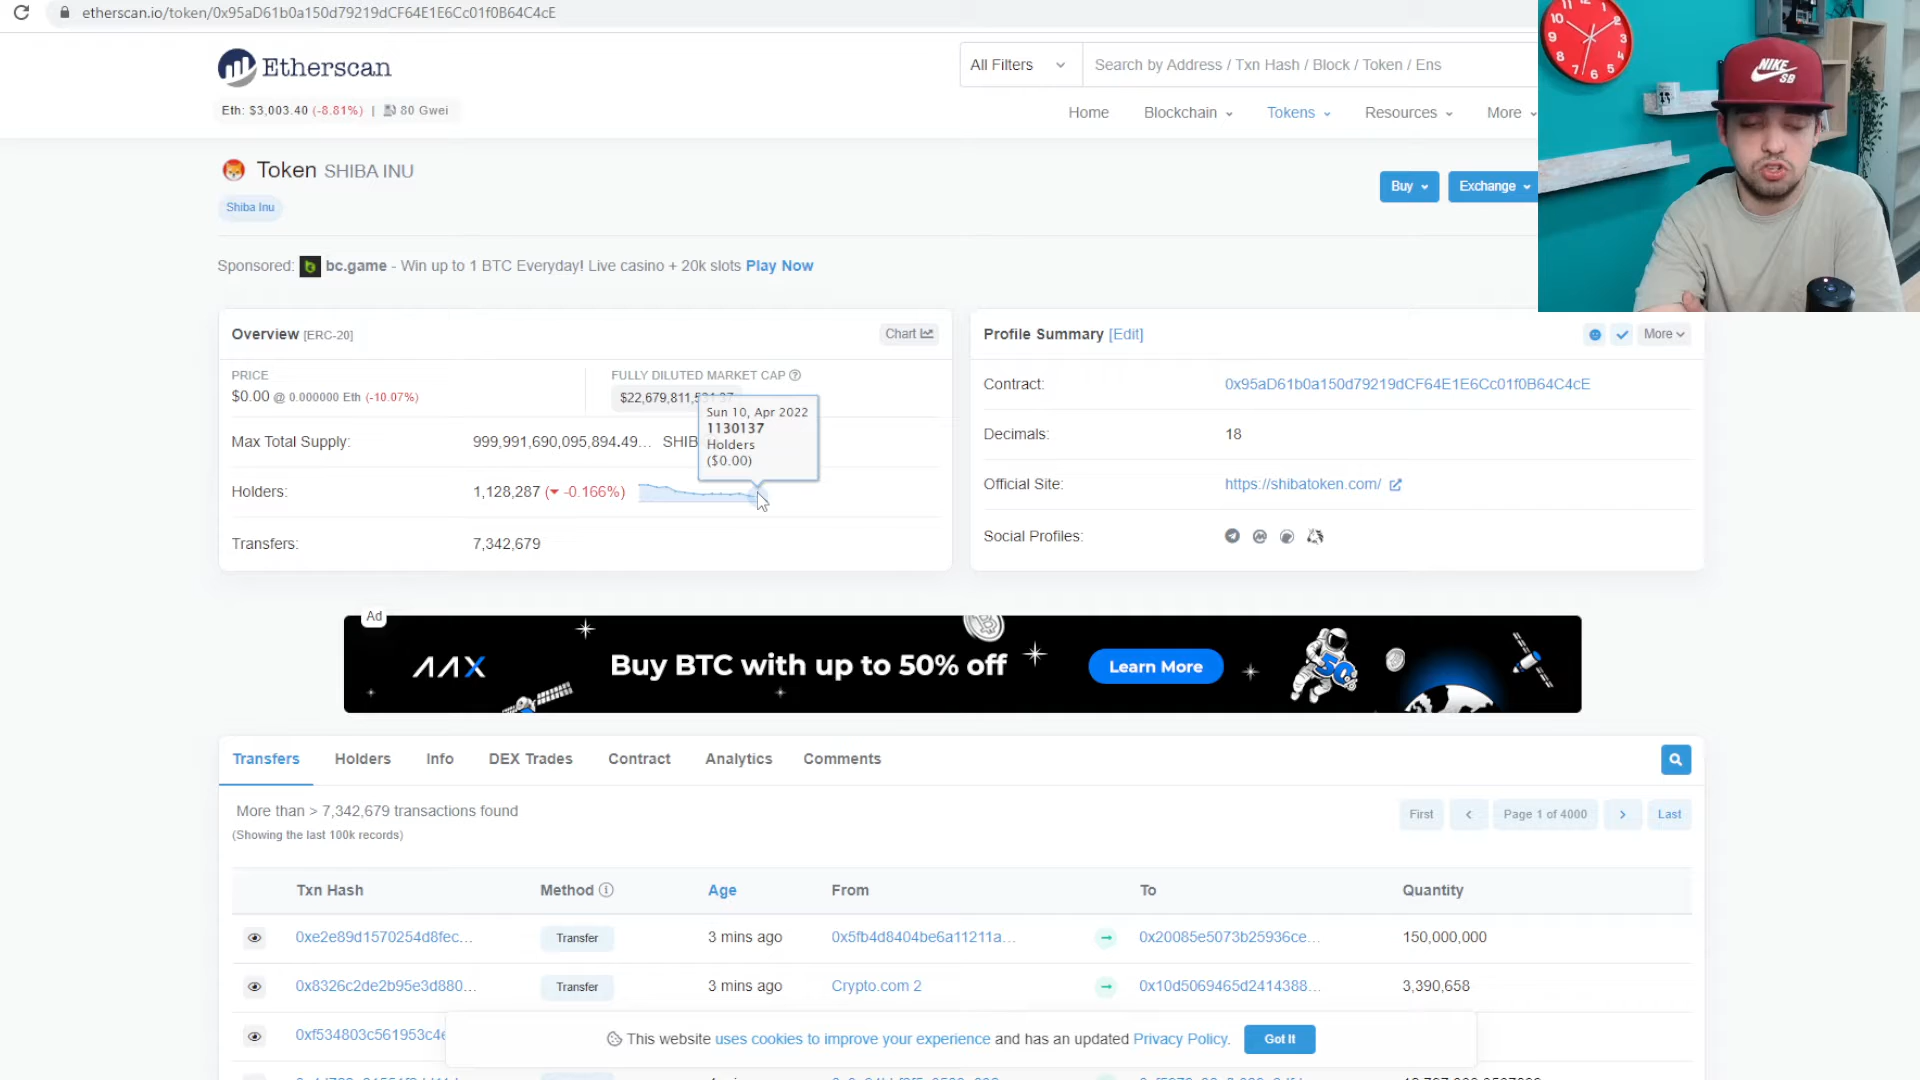 etherscan.io/token/0x95aD61b0a150d79219dCF64E1E6Cc01f0B64C4cE
Etherscan
All Filters
Search by Address / Txn Hash / Block / Token / Ens
Eth: $3,003.40 (-8.81%) | 80 Gwei
Home Blockchain Tokens Resources More
NIKE SB
Token SHIBA INU
Shiba Inu
Buy Exchange
Sponsored: bc.game - Win up to 1 BTC Everyday! Live casino + 20k slots Play Now
Overview [ERC-20]
Chart
PRICE
$0.00 @ 0.000000 Eth (-10.07%)
FULLY DILUTED MARKET CAP
$22,679,811,5
Sun 10, Apr 2022
1130137
Holders
($0.00)
Max Total Supply: 999,991,690,095,894.49... SHIB
Holders: 1,128,287 ( -0.166%)
Transfers: 7,342,679
Profile Summary [Edit]
More
Contract: 0x95aD61b0a150d79219dCF64E1E6Cc01f0B64C4cE
Decimals: 18
Official Site: https://shibatoken.com/
Social Profiles:
Ad
AAX
Buy BTC with up to 50% off
Learn More
50%
Transfers Holders Info DEX Trades Contract Analytics Comments
More than > 7,342,679 transactions found
(Showing the last 100k records)
First < Page 1 of 4000 > Last
Txn Hash Method Age From To Quantity
0xe2e89d1570254d8fec... Transfer 3 mins ago 0x5fb4d8404be6a11211a... 0x20085e5073b25936ce... 150,000,000
0x8326c2de2b95e3d880... Transfer 3 mins ago Crypto.com 2 0x10d5069465d2414388... 3,390,658
0xf534803c561953c4e
This website uses cookies to improve your experience and has an updated Privacy Policy. Got It